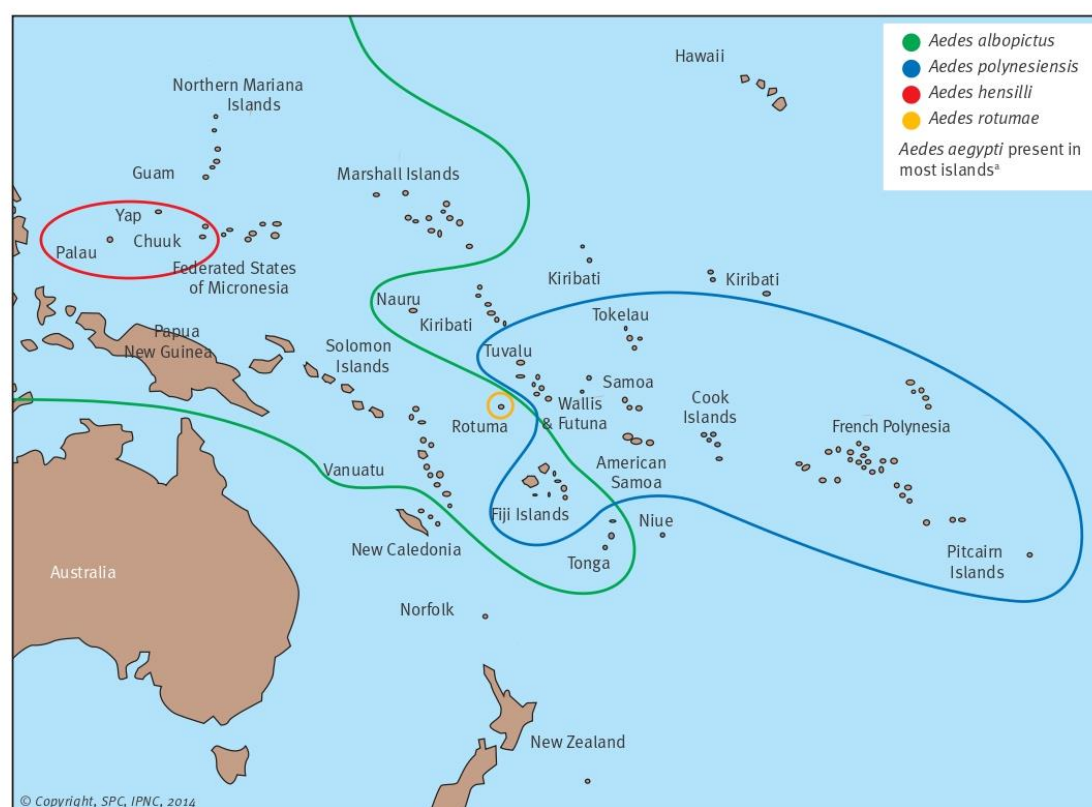 Aedes albopictus
Aedes polynesiensis
Aedes hensilli
Aedes rotumae
Aedes aegypti present in
most islandsª
Hawaii
Northern Mariana
Islands
Guam
Marshall Islands
Yap
Palau
Chuuk
Federated States
of Micronesia
Kiribati
Kiribati
Nauru
Kiribati
Tokelau
Papua
New Guinea
Solomon
Islands
Tuvalu
Samoa
Cook
Islands
Wallis
& Futuna
Rotuma
French Polynesia
Vanuatu
American
Samoa
Fiji Islands
Niue
New Caledonia
Tonga
Pitcairn
Islands
Australia
Norfolk
New Zealand
© Copyright, SPC, IPNC, 2014